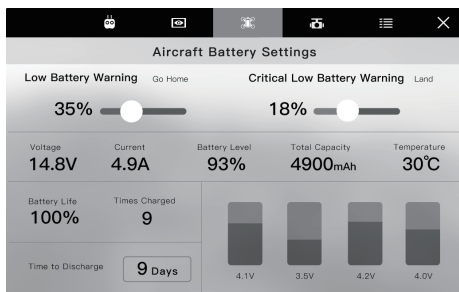 Aircraft Battery Settings
Low Battery Warning Go Home Critical Low Battery Warning Land
35% 18%
Voltage Current Battery Level Total Capacity Temperature
14.8V 4.9A 93% 4900mAh 30℃
Battery Life Times Charged
100% 9
Time to Discharge 9 Days
4.1V 3.5V 4.2V 4.0V